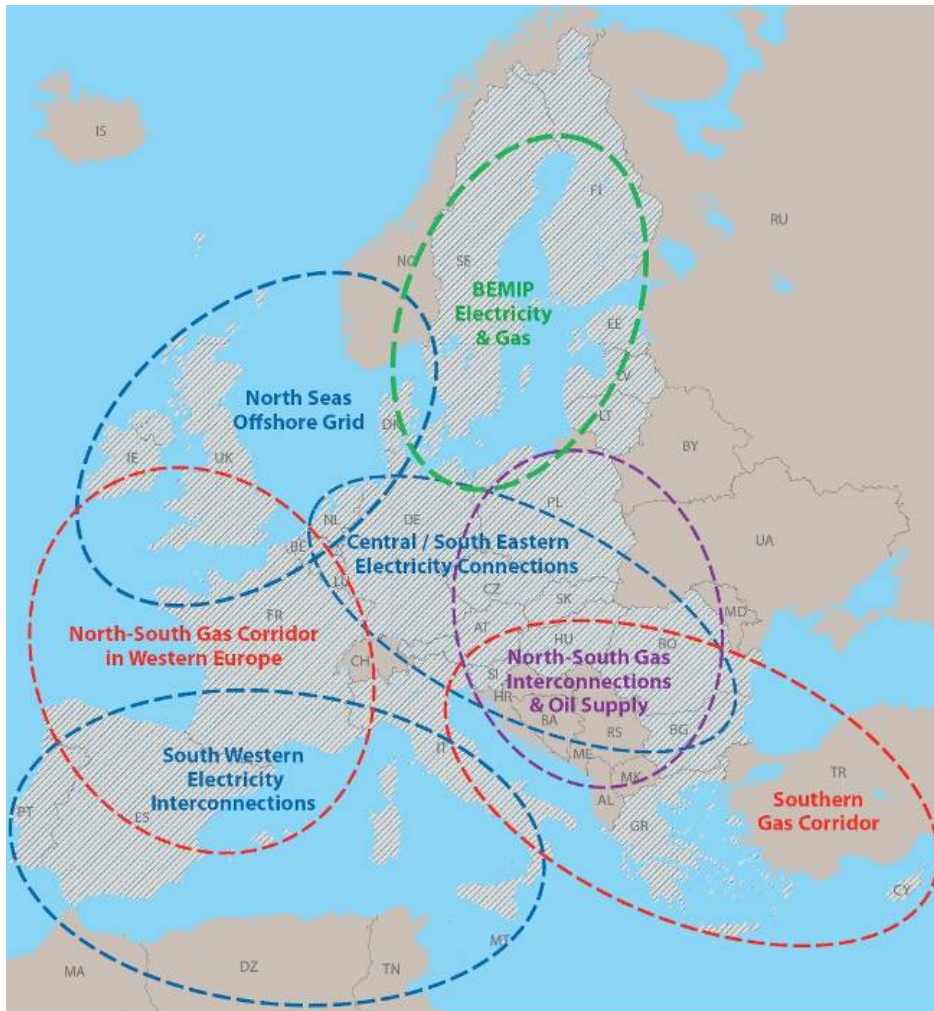 IS
RU
NO
SE
FI
BEMIP
Electricity
& Gas
EE
LV
LT
North Seas
Offshore Grid
DK
BY
IE
UK
NL
DE
PL
BE
Central / South Eastern
Electricity Connections
UA
LU
CZ
SK
FR
AT
HU
MD
RO
North-South Gas Corridor
in Western Europe
CH
SI
HR
North-South Gas
Interconnections
& Oil Supply
BA
RS
BG
ME
MK
AL
IT
South Western
Electricity
Interconnections
PT
ES
GR
TR
Southern
Gas Corridor
CY
MT
MA
DZ
TN